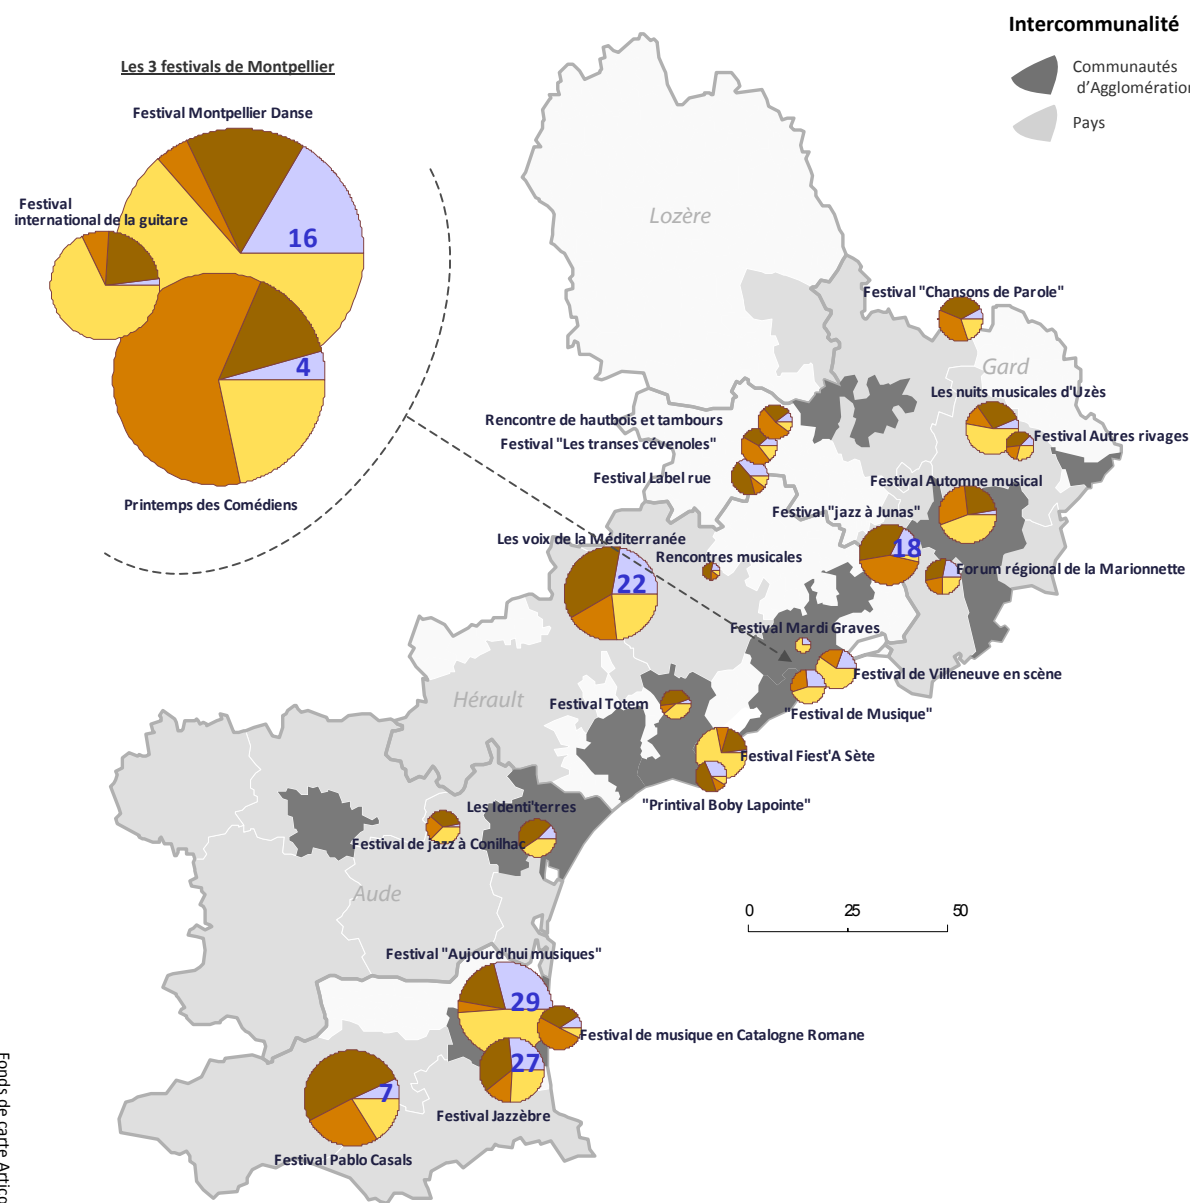 Intercommunalité
Communautés
d'Agglomération
Pays
Les 3 festivals de Montpellier
Festival Montpellier Danse
Festival
international de la guitare
16
4
Printemps des Comédiens
Lozère
Festival "Chansons de Parole"
Gard
Les nuits musicales d'Uzès
Rencontre de hautbois et tambours
Festival Autres rivages
Festival "Les transes cévenoles"
Festival Label rue
Festival Automne musical
Festival "jazz à Junas"
18
Les voix de la Méditerranée
Rencontres musicales
Forum régional de la Marionnette
22
Festival Mardi Graves
Festival de Villeneuve en scène
Hérault
Festival Totem
"Festival de Musique"
Festival Fiest'A Sète
"Printival Boby Lapointe"
Les Identi'terres
Festival de jazz à Conilhac
Aude
0 25 50
Festival "Aujourd'hui musiques"
29
Festival de musique en Catalogne Romane
27
7
Festival Jazzèbre
Festival Pablo Casals
Fonds de carte Artic